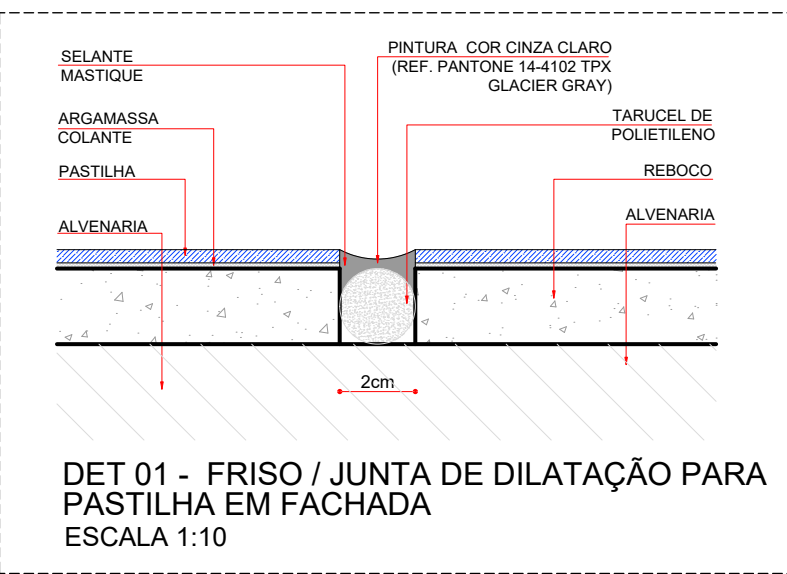 SELANTE
MASTIQUE
ARGAMASSA
COLANTE
PASTILHA
ALVENARIA
PINTURA COR CINZA CLARO
(REF. PANTONE 14-4102 TPX
GLACIER GRAY)
TARUCEL DE
POLIETILENO
REBOCO
ALVENARIA
2cm
DET 01 - FRISO / JUNTA DE DILATAÇÃO PARA
PASTILHA EM FACHADA
ESCALA 1:10